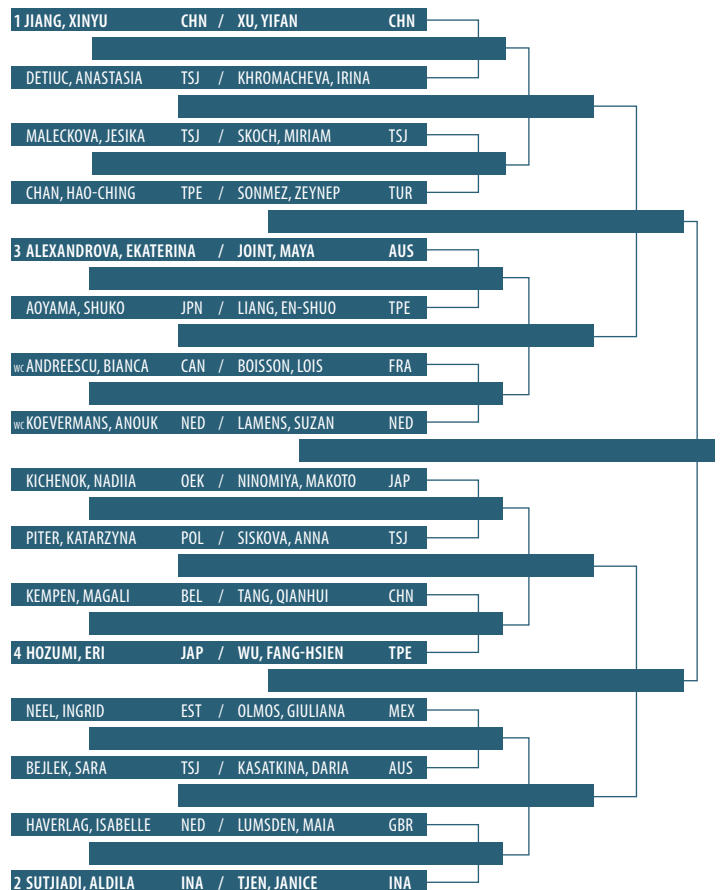 1 JIANG, XINYU CHN / XU, YIFAN CHN
DETIUC, ANASTASIA TSJ / KHROMACHEVA, IRINA
MALECKOVA, JESIKA TSJ / SKOCH, MIRIAM TSJ
CHAN, HAO-CHING TPE / SONMEZ, ZEYNEP TUR
3 ALEXANDROVA, EKATERINA / JOINT, MAYA AUS
AOYAMA, SHUKO JPN / LIANG, EN-SHUO TPE
WC ANDREESCU, BIANCA CAN / BOISSON, LOIS FRA
WC KOEVERMANS, ANOUK NED / LAMENS, SUZAN NED
KICHENOK, NADIIA OEK / NINOMIYA, MAKOTO JAP
PITER, KATARZYNA POL / SISKOVA, ANNA TSJ
KEMPEN, MAGALI BEL / TANG, QIANHUI CHN
4 HOZUMI, ERI JAP / WU, FANG-HSIEN TPE
NEEL, INGRID EST / OLMOS, GIULIANA MEX
BEJLEK, SARA TSJ / KASATKINA, DARIA AUS
HAVERLAG, ISABELLE NED / LUMSDEN, MAIA GBR
2 SUTJIADI, ALDILA INA / TJEN, JANICE INA